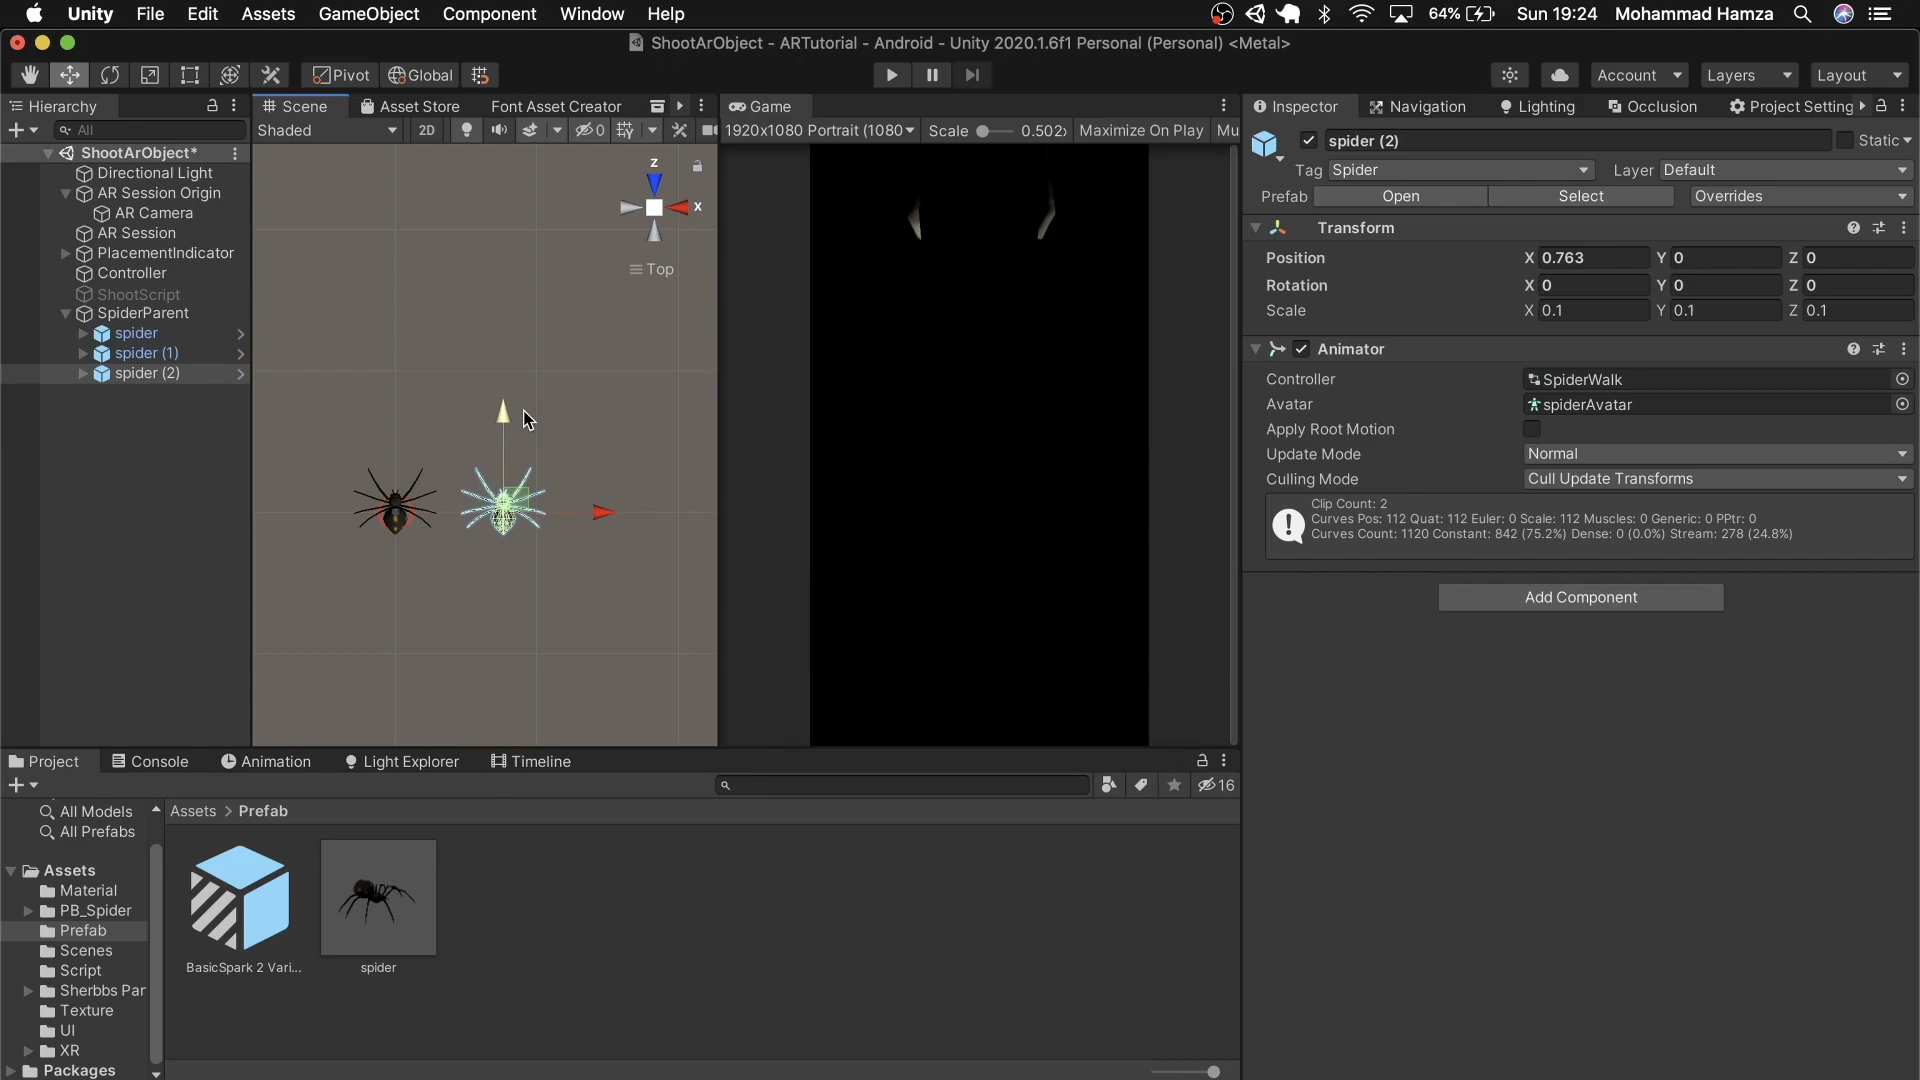 Unity File Edit Assets GameObject Component Window Help 64% Sun 19:24 Mohammad Hamza
ShootArObject - ARTutorial - Android - Unity 2020.1.6f1 Personal (Personal) <Metal>
Pivot Global Account Layers Layout
Hierarchy Scene Asset Store Font Asset Creator Game Inspector Navigation Lighting Occlusion Project Setting
All Shaded 2D 0 1920x1080 Portrait (1080 Scale 0.502 Maximize On Play Mu
spider (2) Static
ShootArObject*
Directional Light
AR Session Origin
AR Camera
AR Session
PlacementIndicator
Controller
ShootScript
SpiderParent
spider
spider (1)
spider (2)
z
x
Top
Tag Spider Layer Default
Prefab Open Select Overrides
Transform
Position X 0.763 Y 0 Z 0
Rotation X 0 Y 0 Z 0
Scale X 0.1 Y 0.1 Z 0.1
Animator
Controller SpiderWalk
Avatar spiderAvatar
Apply Root Motion
Update Mode Normal
Culling Mode Cull Update Transforms
Clip Count: 2
Curves Pos: 112 Quat: 112 Euler: 0 Scale: 112 Muscles: 0 Generic: 0 PPtr: 0
Curves Count: 1120 Constant: 842 (75.2%) Dense: 0 (0.0%) Stream: 278 (24.8%)
Add Component
Project Console Animation Light Explorer Timeline
16
All Models
All Prefabs
Assets
Material
PB_Spider
Prefab
Scenes
Script
Sherbbs Par
Texture
UI
XR
Packages
Assets > Prefab
BasicSpark 2 Vari... spider